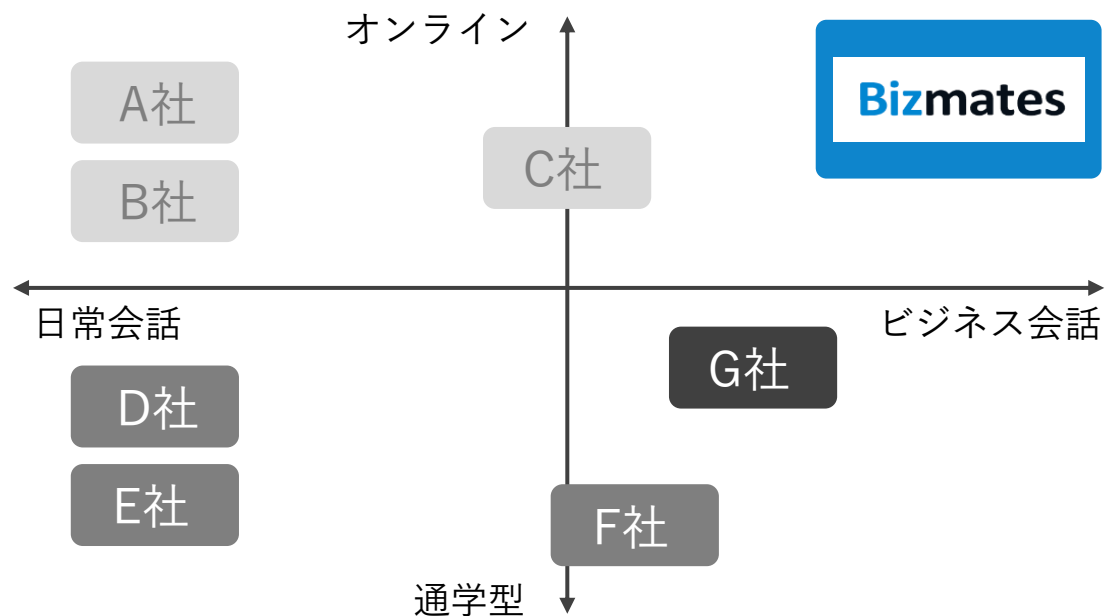 オンライン
A社
Bizmates
C社
B社
日常会話
ビジネス会話
G社
D社
E社
F社
通学型